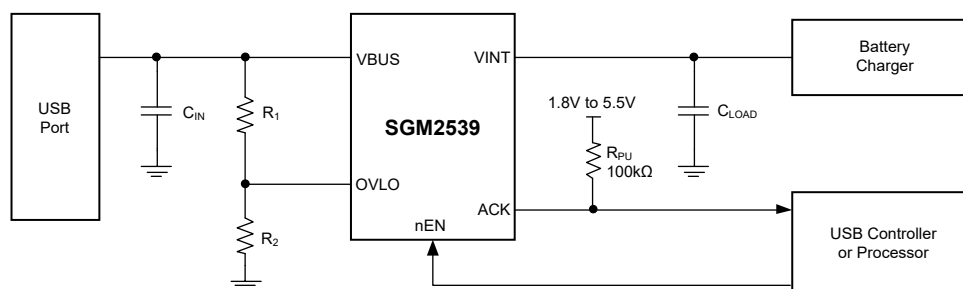 USB
Port
C_IN
R_1
R_2
VBUS
OVLO
SGM2539
nEN
VINT
ACK
1.8V to 5.5V
R_PU
100kΩ
C_LOAD
Battery
Charger
USB Controller
or Processor